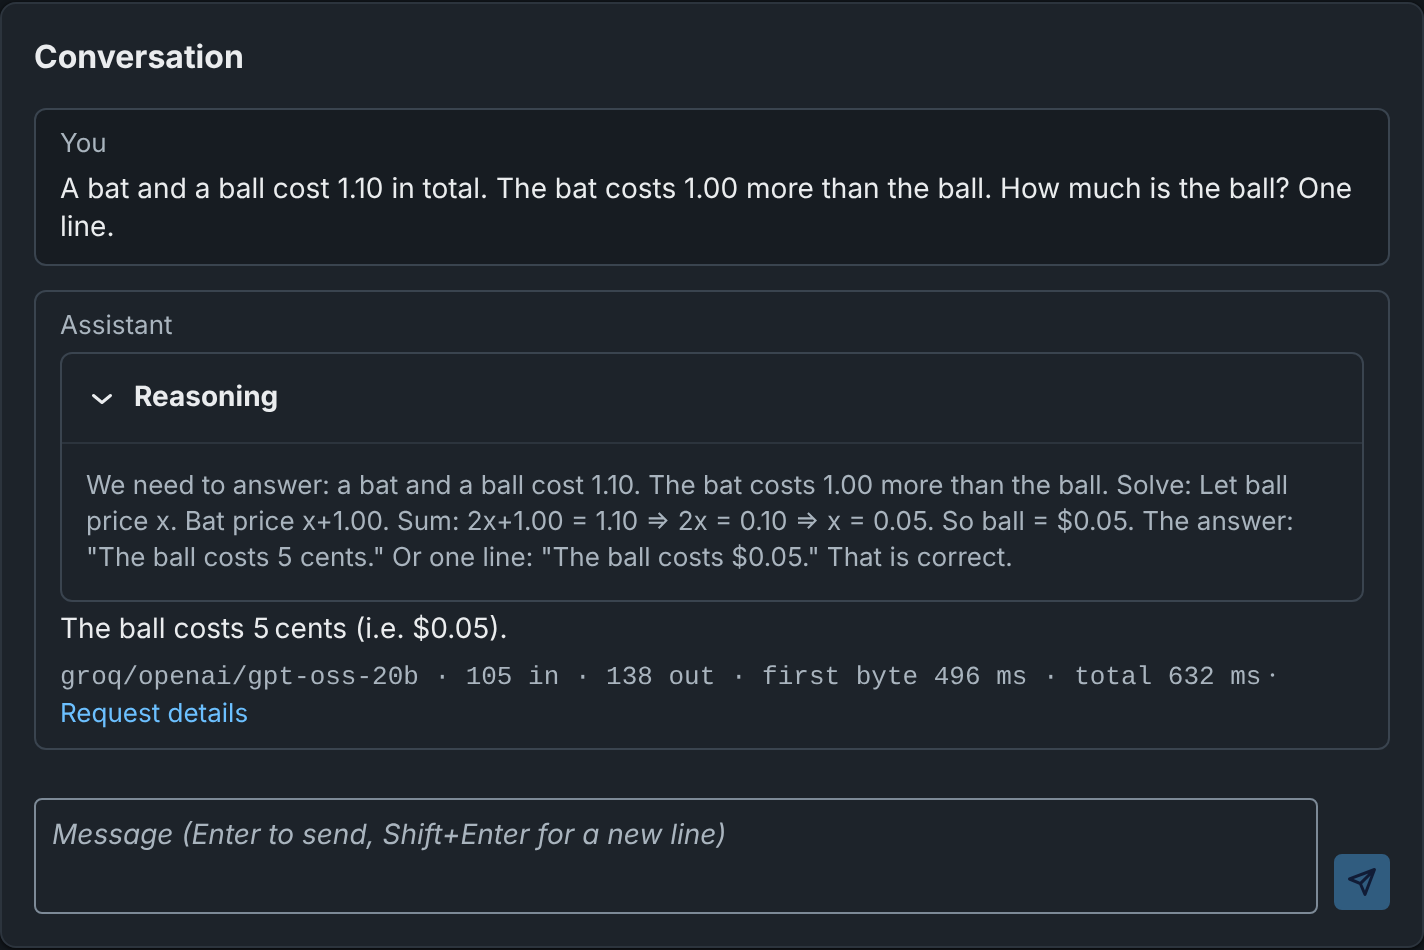 Conversation
You
A bat and a ball cost 1.10 in total. The bat costs 1.00 more than the ball. How much is the ball? One
line.
Assistant
Reasoning
We need to answer: a bat and a ball cost 1.10. The bat costs 1.00 more than the ball. Solve: Let ball
price x. Bat price x+1.00. Sum: 2x+1.00 = 1.10 ⇒ 2x = 0.10 ⇒ x = 0.05. So ball = $0.05. The answer:
"The ball costs 5 cents." Or one line: "The ball costs $0.05." That is correct.
The ball costs 5 cents (i.e. $0.05).
groq/openai/gpt-oss-20b · 105 in · 138 out · first byte 496 ms · total 632 ms ·
Request details
Message (Enter to send, Shift+Enter for a new line)